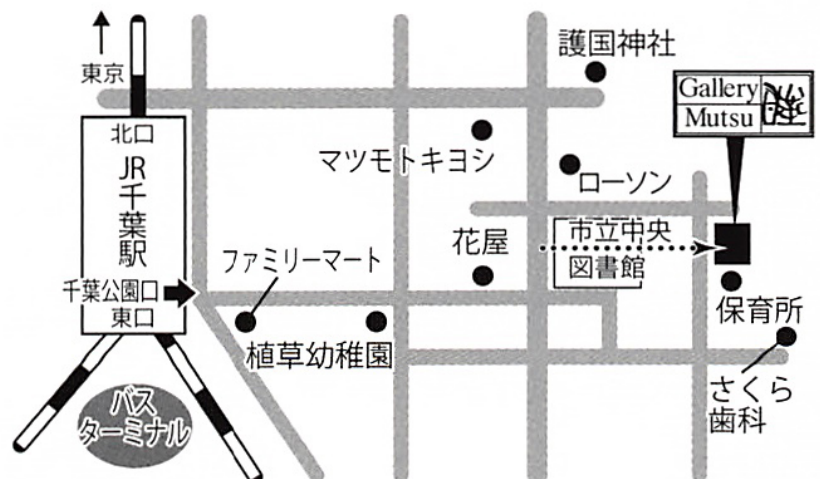 東京
北口
JR千葉駅
千葉公園口
東口
バス
ターミナル
ファミリーマート
植草幼稚園
マツモトキヨシ
花屋
護国神社
ローソン
市立中央
図書館
Gallery
Mutsu
睦
保育所
さくら
歯科